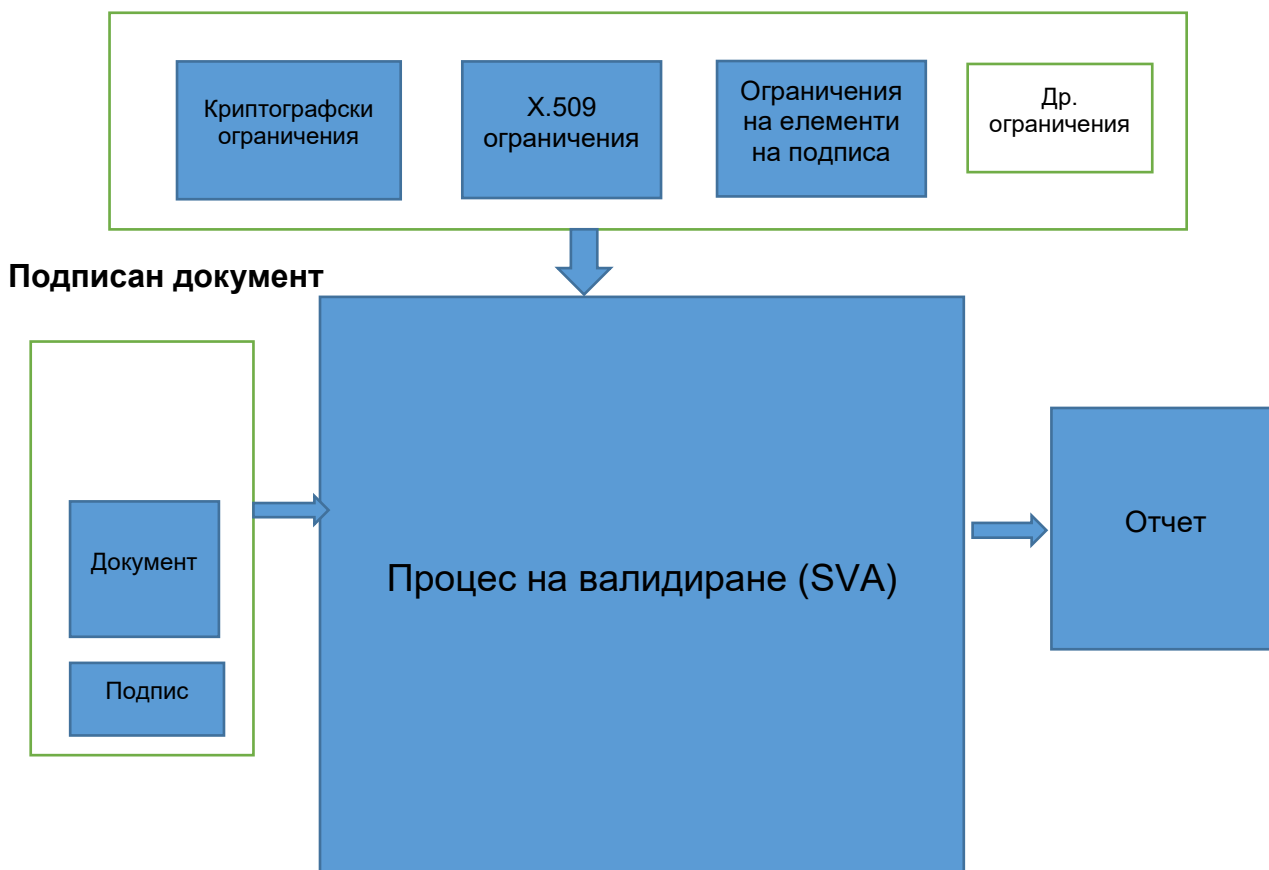 Криптографски
ограничения
X.509
ограничения
Ограничения
на елементи
на подписа
Др.
ограничения
Подписан документ
Документ
Подпис
Процес на валидиране (SVA)
Отчет